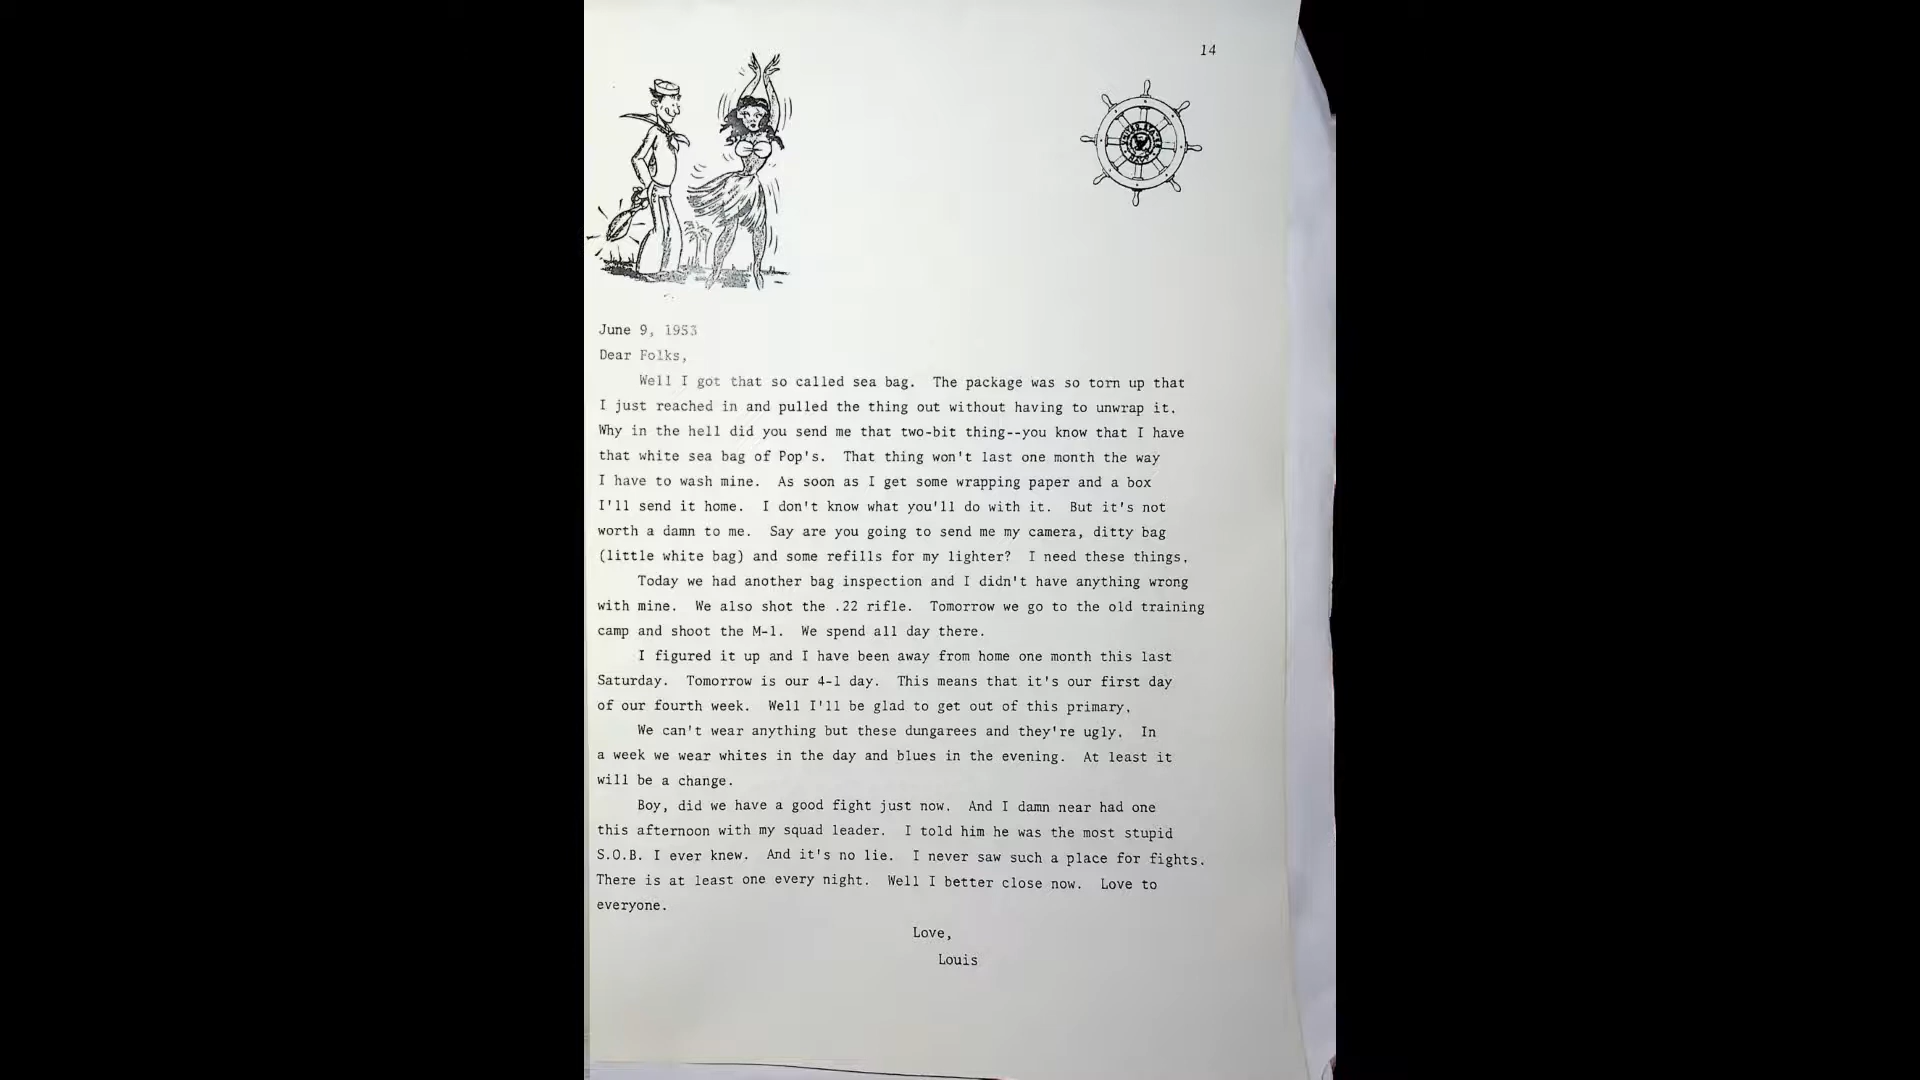 14
UNITED STATES NAVY
June 9, 1953
Dear Folks,
Well I got that so called sea bag. The package was so torn up that
I just reached in and pulled the thing out without having to unwrap it.
Why in the hell did you send me that two-bit thing--you know that I have
that white sea bag of Pop's. That thing won't last one month the way
I have to wash mine. As soon as I get some wrapping paper and a box
I'll send it home. I don't know what you'll do with it. But it's not
worth a damn to me. Say are you going to send me my camera, ditty bag
(little white bag) and some refills for my lighter? I need these things.
Today we had another bag inspection and I didn't have anything wrong
with mine. We also shot the .22 rifle. Tomorrow we go to the old training
camp and shoot the M-1. We spend all day there.
I figured it up and I have been away from home one month this last
Saturday. Tomorrow is our 4-1 day. This means that it's our first day
of our fourth week. Well I'll be glad to get out of this primary.
We can't wear anything but these dungarees and they're ugly. In
a week we wear whites in the day and blues in the evening. At least it
will be a change.
Boy, did we have a good fight just now. And I damn near had one
this afternoon with my squad leader. I told him he was the most stupid
S.O.B. I ever knew. And it's no lie. I never saw such a place for fights.
There is at least one every night. Well I better close now. Love to
everyone.
Love,
Louis